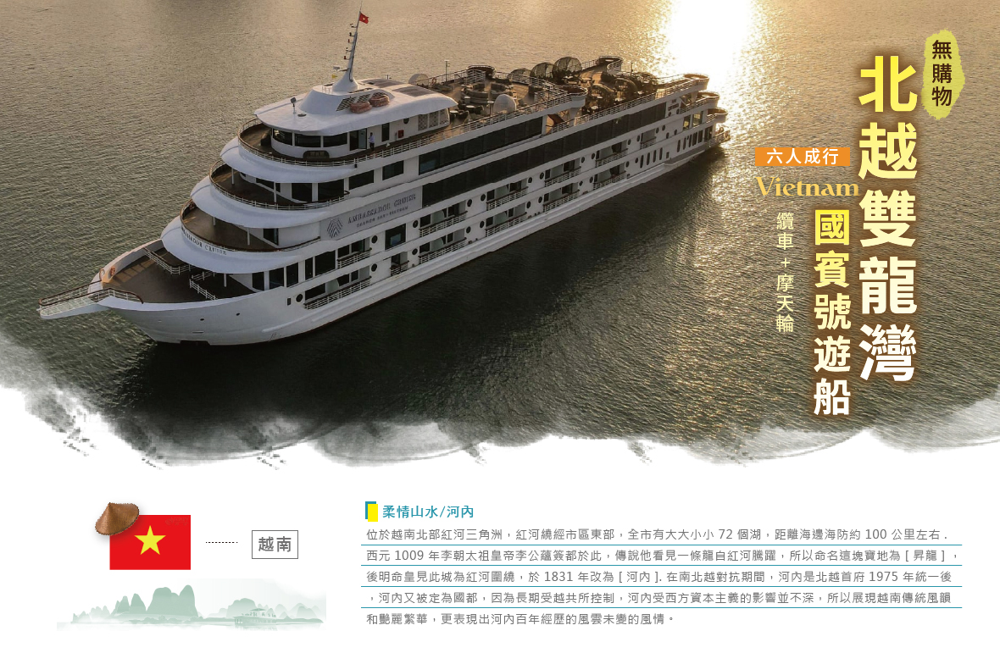 無購物
北越雙龍灣
六人成行
Vietnam
國賓號遊船
纜車+摩天輪
AMBASSADOR CRUISE
HALONG BAY - VIETNAM
越南
柔情山水/河內
位於越南北部紅河三角洲，紅河繞經市區東部，全市有大大小小 72 個湖，距離海邊海防約 100 公里左右 .
西元 1009 年李朝太祖皇帝李公蘊簽都於此，傳說他看見一條龍自紅河騰躍，所以命名這塊寶地為 [ 昇龍 ] ，
後明命皇見此城為紅河圍繞，於 1831 年改為 [ 河內 ]. 在南北越對抗期間，河內是北越首府 1975 年統一後
，河內又被定為國都，因為長期受越共所控制，河內受西方資本主義的影響並不深，所以展現越南傳統風韻
和艷麗繁華，更表現出河內百年經歷的風雲未變的風情。